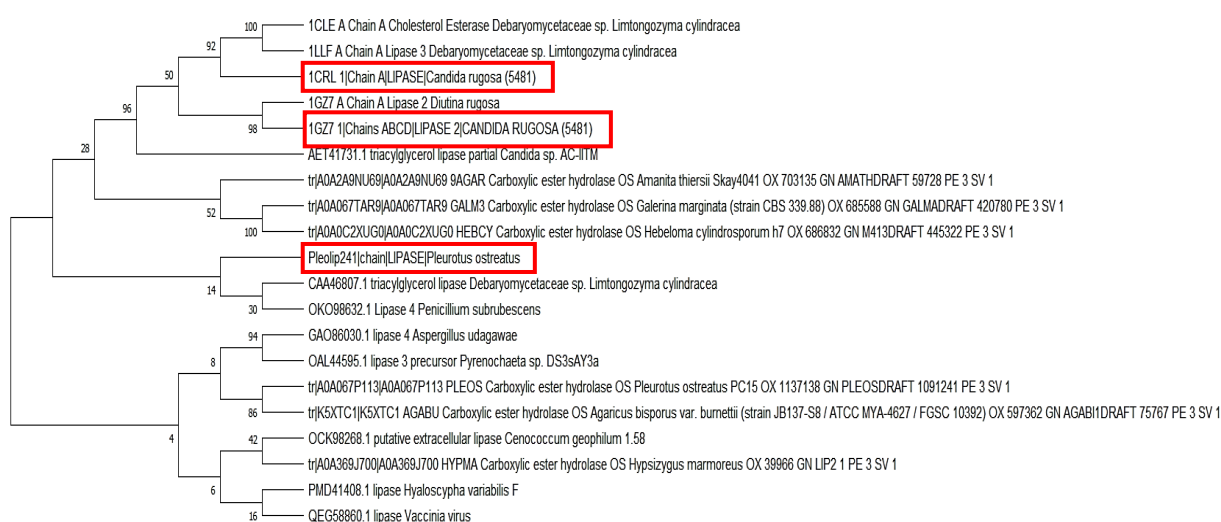 100
1CLE A Chain A Cholesterol Esterase Debaryomycetaceae sp. Limtongozyma cylindracea
92
1LLF A Chain A Lipase 3 Debaryomycetaceae sp. Limtongozyma cylindracea
50
1CRL 1|Chain A|LIPASE|Candida rugosa (5481)
96
1GZ7 A Chain A Lipase 2 Diutina rugosa
98
1GZ7 1|Chains ABCD|LIPASE 2|CANDIDA RUGOSA (5481)
28
AET41731.1 triacylglycerol lipase partial Candida sp. AC-IITM
tr|A0A2A9NU69|A0A2A9NU69 9AGAR Carboxylic ester hydrolase OS Amanita thiersii Skay4041 OX 703135 GN AMATHDRAFT 59728 PE 3 SV 1
52
tr|A0A067TAR9|A0A067TAR9 GALM3 Carboxylic ester hydrolase OS Galerina marginata (strain CBS 339.88) OX 685588 GN GALMADRAFT 420780 PE 3 SV 1
100
tr|A0A0C2XUG0|A0A0C2XUG0 HEBCY Carboxylic ester hydrolase OS Hebeloma cylindrosporum h7 OX 686832 GN M413DRAFT 445322 PE 3 SV 1
Pleolip241|chain|LIPASE|Pleurotus ostreatus
14
CAA46807.1 triacylglycerol lipase Debaryomycetaceae sp. Limtongozyma cylindracea
30
OKO98632.1 Lipase 4 Penicillium subrubescens
94
GAO86030.1 lipase 4 Aspergillus udagawae
8
OAL44595.1 lipase 3 precursor Pyrenochaeta sp. DS3sAY3a
tr|A0A067P113|A0A067P113 PLEOS Carboxylic ester hydrolase OS Pleurotus ostreatus PC15 OX 1137138 GN PLEOSDRAFT 1091241 PE 3 SV 1
86
tr|K5XTC1|K5XTC1 AGABU Carboxylic ester hydrolase OS Agaricus bisporus var. burnettii (strain JB137-S8 / ATCC MYA-4627 / FGSC 10392) OX 597362 GN AGABI1DRAFT 75767 PE 3 SV 1
4
42
OCK98268.1 putative extracellular lipase Cenococcum geophilum 1.58
tr|A0A369J700|A0A369J700 HYPMA Carboxylic ester hydrolase OS Hypsizygus marmoreus OX 39966 GN LIP2 1 PE 3 SV 1
6
PMD41408.1 lipase Hyaloscypha variabilis F
16
QEG58860.1 lipase Vaccinia virus